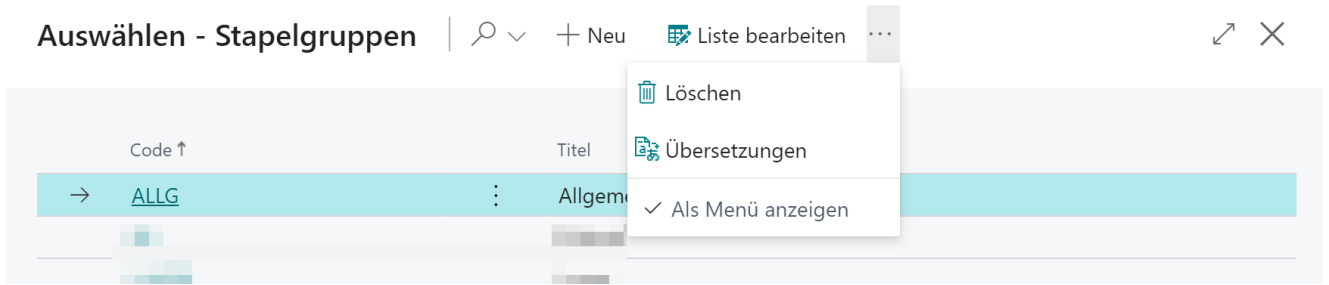 Auswählen - Stapelgruppen Neu Liste bearbeiten ...
Löschen
Code ↑ Titel Übersetzungen
ALLG
Als Menü anzeigen